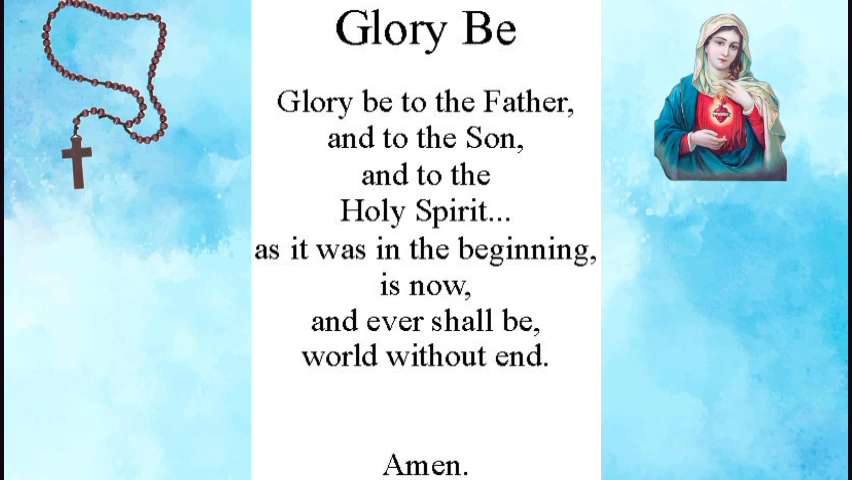 Glory Be
Glory be to the Father,
and to the Son,
and to the
Holy Spirit...
as it was in the beginning,
is now,
and ever shall be,
world without end.
Amen.